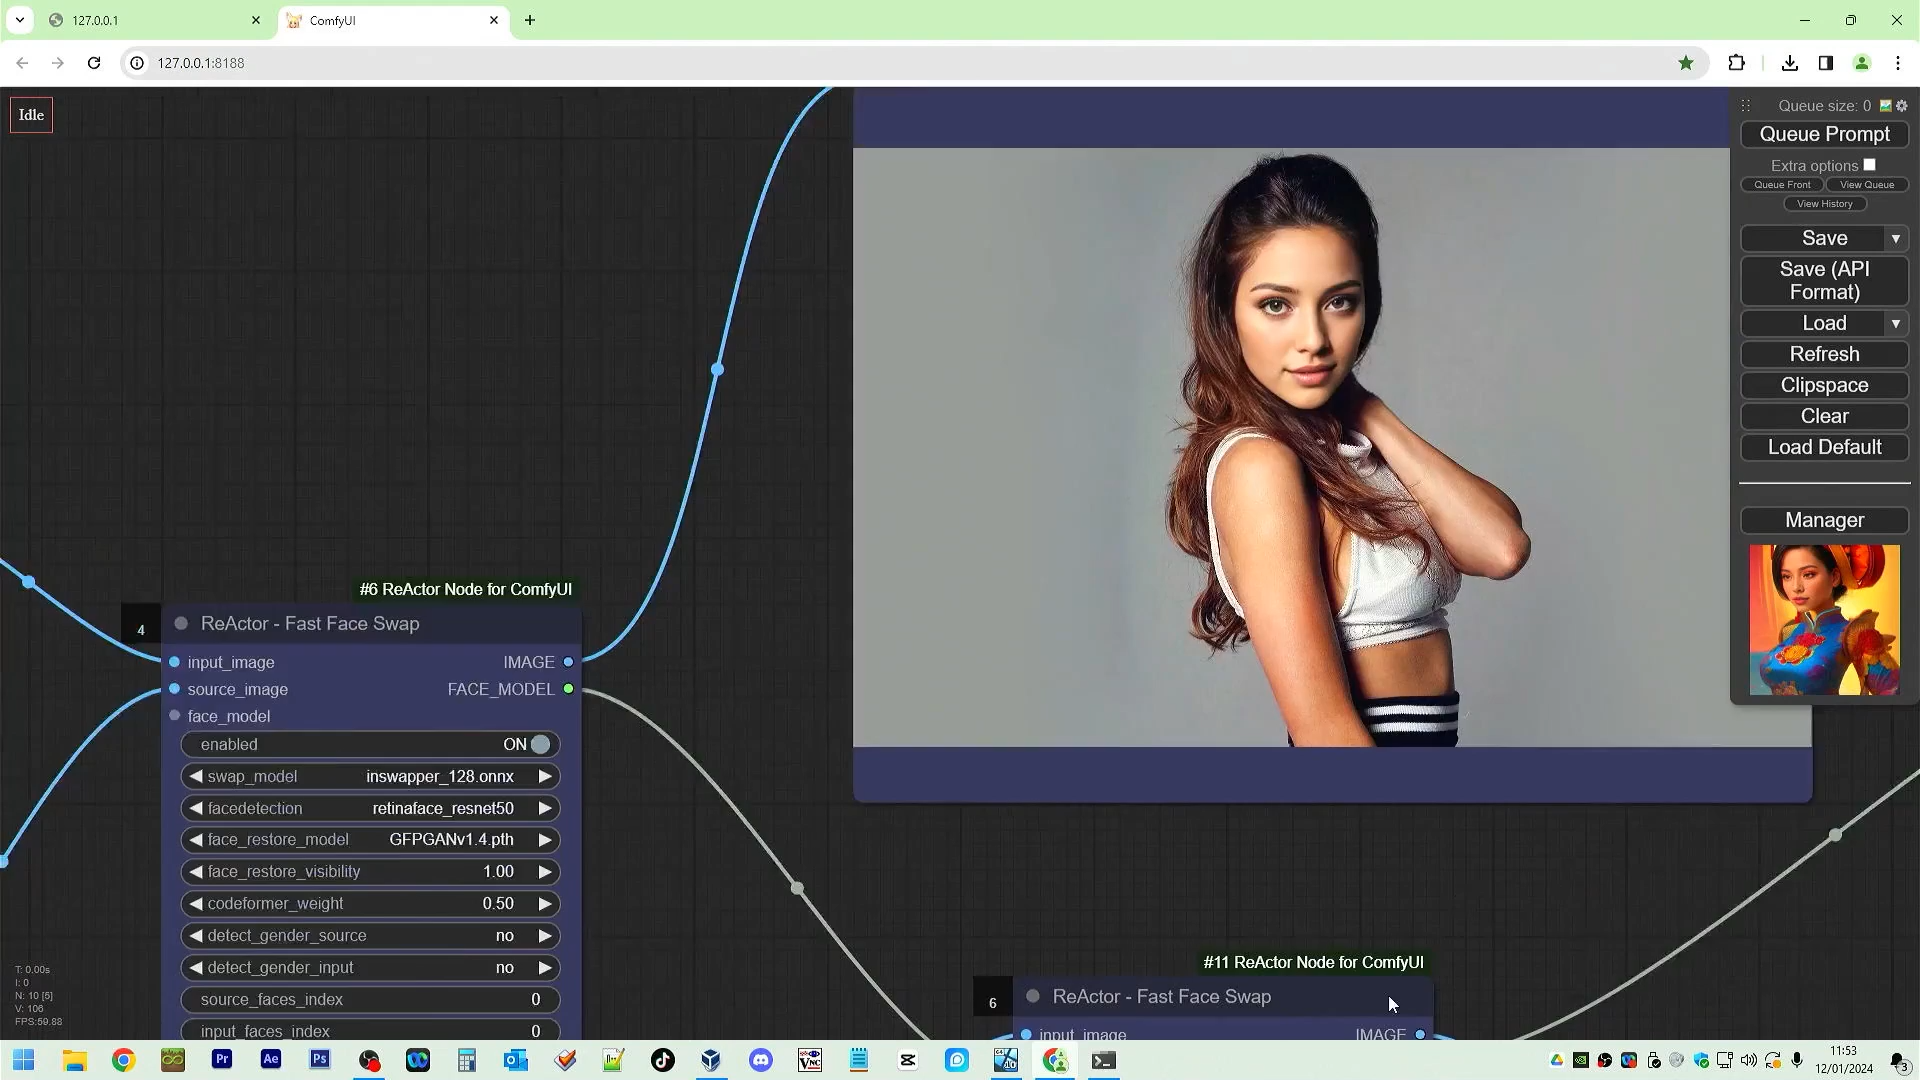 127.0.0.1
ComfyUI
127.0.0.1:8188
Idle
Queue size: 0
Queue Prompt
Extra options
Queue Front
View Queue
View History
Save
Save (API
Format)
Load
Refresh
Clipspace
Clear
Load Default
Manager
#6 ReActor Node for ComfyUI
4
ReActor - Fast Face Swap
input_image
IMAGE
source_image
FACE_MODEL
face_model
enabled
ON
swap_model
inswapper_128.onnx
facedetection
retinaface_resnet50
face_restore_model
GFPGANv1.4.pth
face_restore_visibility
1.00
codeformer_weight
0.50
detect_gender_source
no
detect_gender_input
no
source_faces_index
0
input_faces_index
0
#11 ReActor Node for ComfyUI
6
ReActor - Fast Face Swap
input_image
IMAGE
T: 0.00s
I: 0
N: 10 [5]
V: 106
FPS:59.88
Pr
Ae
Ps
11:53
12/01/2024
3